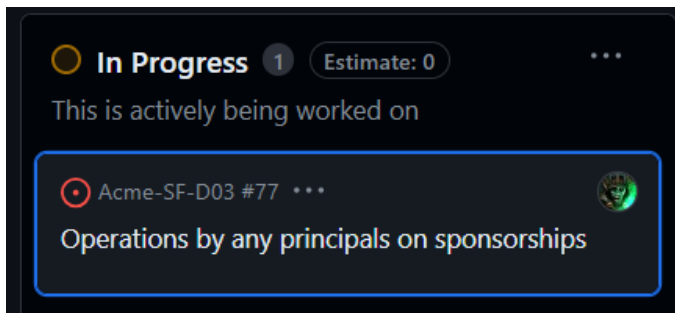 In Progress 1 Estimate: 0 ...
This is actively being worked on
Acme-SF-D03 #77 ...
Operations by any principals on sponsorships